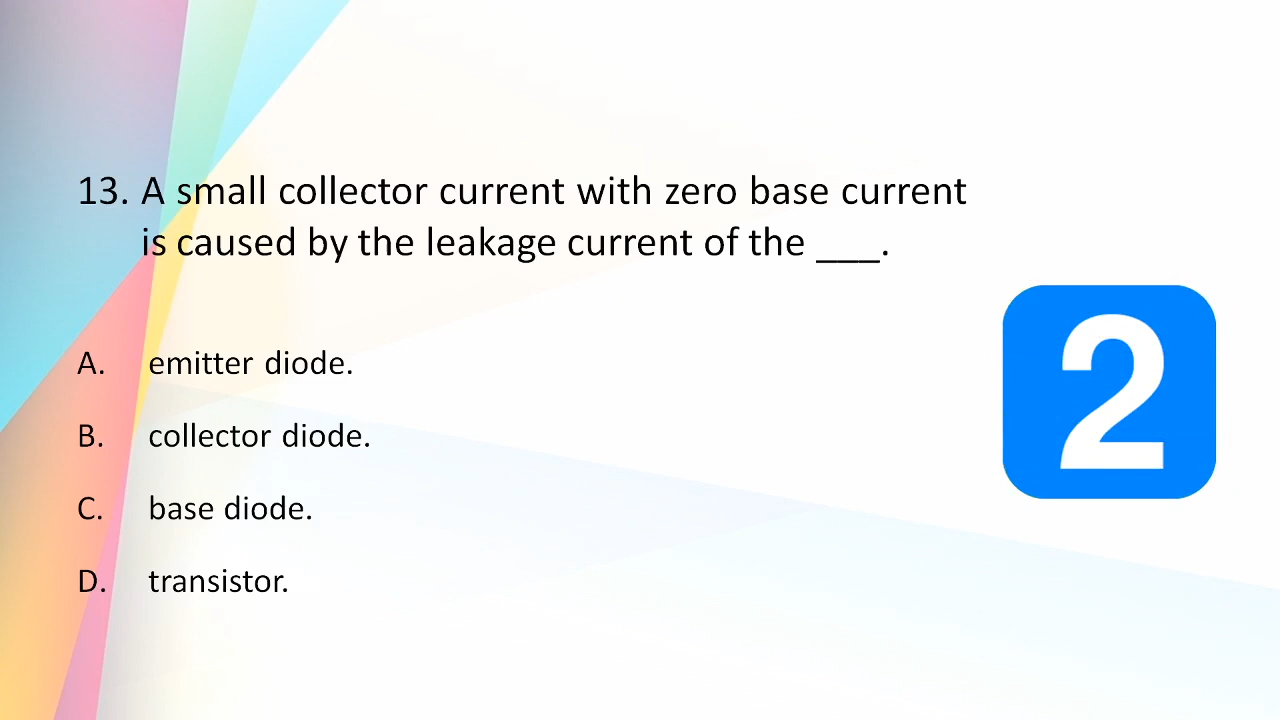 13. A small collector current with zero base current
is caused by the leakage current of the ___.
A. emitter diode.
B. collector diode.
C. base diode.
D. transistor.
2